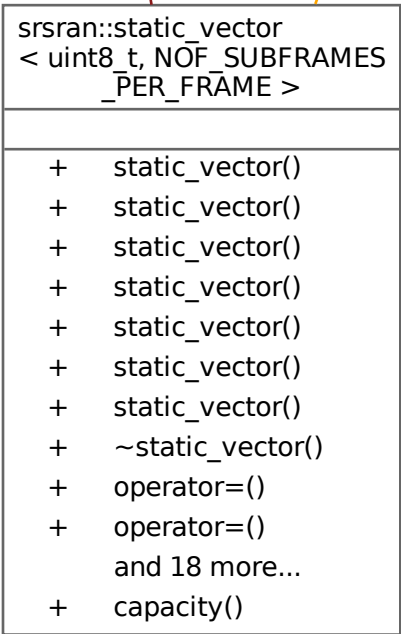 srsran::static_vector
< uint8_t, NOF_SUBFRAMES
_PER_FRAME >
+ static_vector()
+ static_vector()
+ static_vector()
+ static_vector()
+ static_vector()
+ static_vector()
+ static_vector()
+ ~static_vector()
+ operator=()
+ operator=()
and 18 more...
+ capacity()